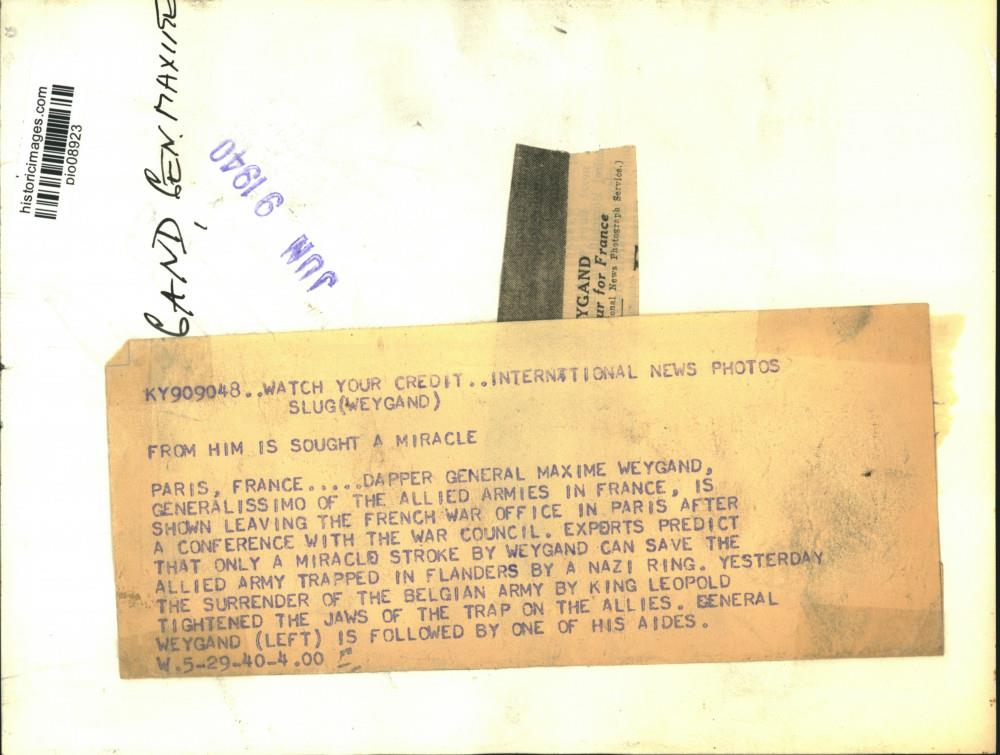 historicimages.com
pio08923
GAND, GEN. MAXIME
JUN 9 1940
YGAND
ur for France
onal News Photograph Service.)
KY909048..WATCH YOUR CREDIT..INTERNATIONAL NEWS PHOTOS
SLUG(WEYGAND)
FROM HIM IS SOUGHT A MIRACLE
PARIS, FRANCE.....DAPPER GENERAL MAXIME WEYGAND,
GENERALISSIMO OF THE ALLIED ARMIES IN FRANCE, IS
SHOWN LEAVING THE FRENCH WAR OFFICE IN PARIS AFTER
A CONFERENCE WITH THE WAR COUNCIL. EXPERTS PREDICT
THAT ONLY A MIRACLE STROKE BY WEYGAND CAN SAVE THE
ALLIED ARMY TRAPPED IN FLANDERS BY A NAZI RING. YESTERDAY
THE SURRENDER OF THE BELGIAN ARMY BY KING LEOPOLD
TIGHTENED THE JAWS OF THE TRAP ON THE ALLIES. GENERAL
WEYGAND (LEFT) IS FOLLOWED BY ONE OF HIS AIDES.
W.5-29-40-4.00